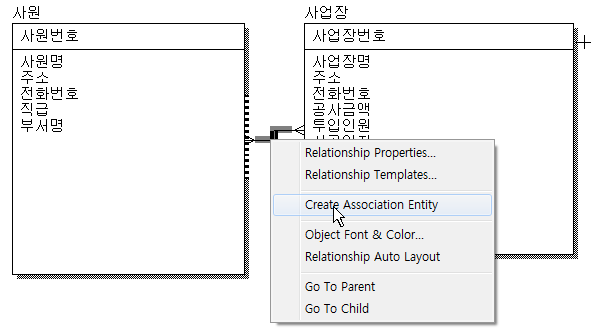 사원
사원번호
사원명
주소
전화번호
직급
부서명
사업장
사업장번호
사업장명
주소
전화번호
공사금액
투입인원
Relationship Properties...
Relationship Templates...
Create Association Entity
Object Font & Color...
Relationship Auto Layout
Go To Parent
Go To Child